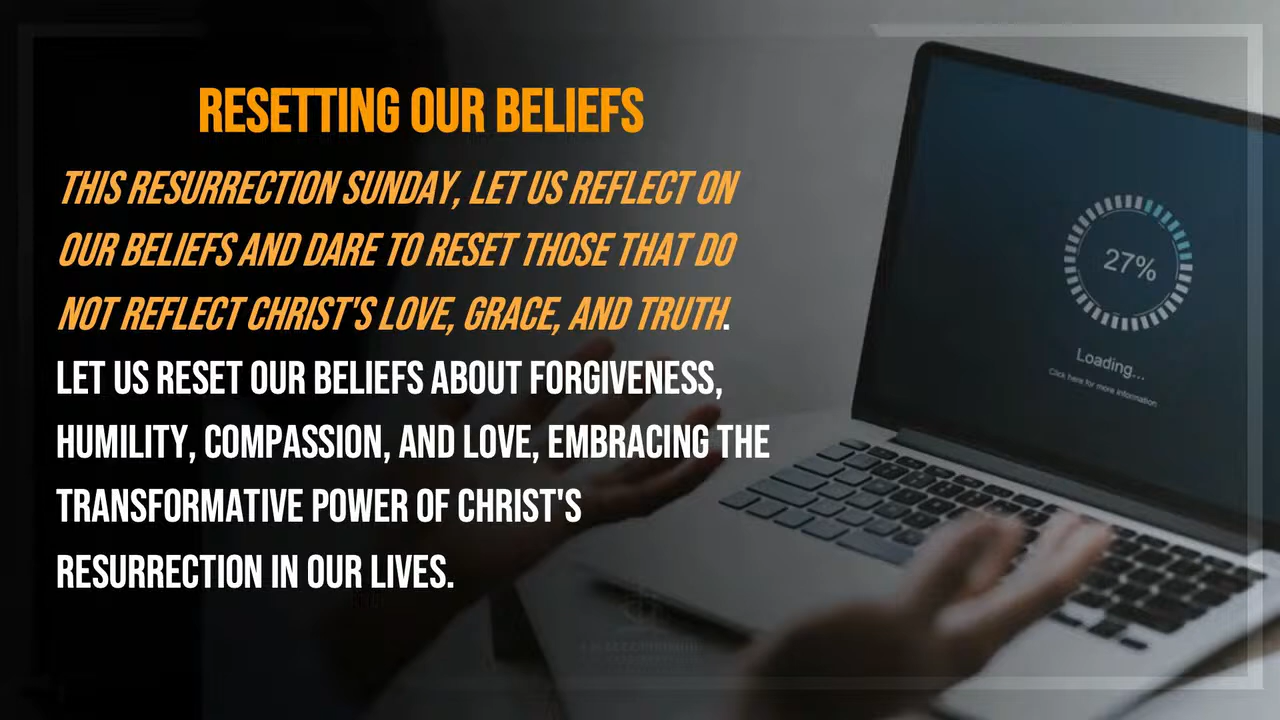 RESETTING OUR BELIEFS
THIS RESURRECTION SUNDAY, LET US REFLECT ON
OUR BELIEFS AND DARE TO RESET THOSE THAT DO
NOT REFLECT CHRIST'S LOVE, GRACE, AND TRUTH.
LET US RESET OUR BELIEFS ABOUT FORGIVENESS,
HUMILITY, COMPASSION, AND LOVE, EMBRACING THE
TRANSFORMATIVE POWER OF CHRIST'S
RESURRECTION IN OUR LIVES.
27%
Loading...
Click here for more information